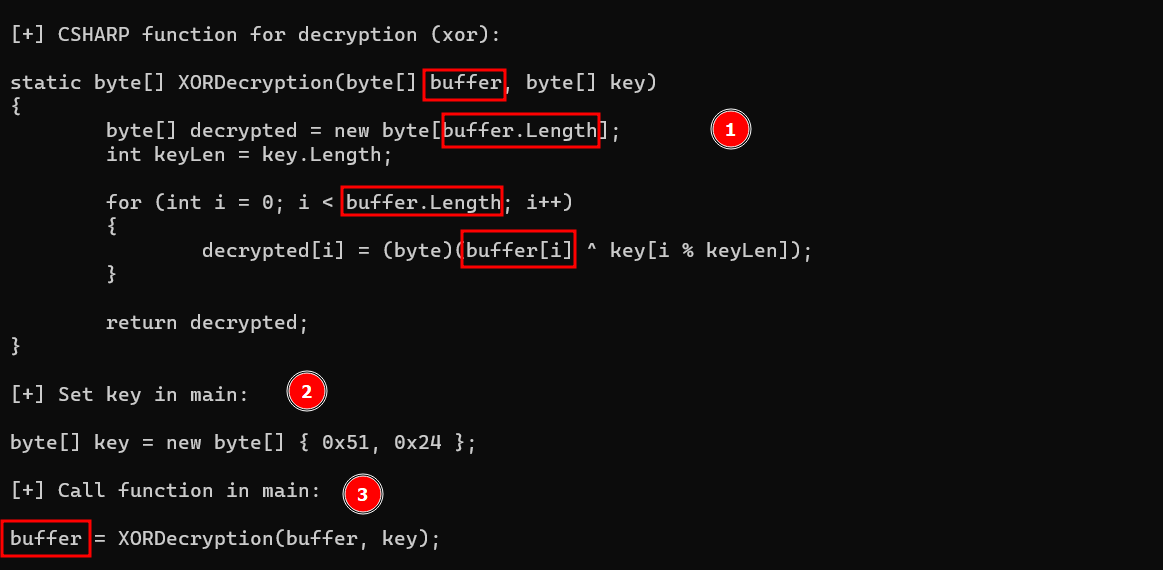 [+] CSHARP function for decryption (xor):
static byte[] XORDecryption(byte[] buffer, byte[] key)
{
        byte[] decrypted = new byte[buffer.Length];
1
        int keyLen = key.Length;
        for (int i = 0; i < buffer.Length; i++)
        {
                decrypted[i] = (byte)(buffer[i] ^ key[i % keyLen]);
        }
        return decrypted;
}
[+] Set key in main:
2
byte[] key = new byte[] { 0x51, 0x24 };
[+] Call function in main:
3
buffer = XORDecryption(buffer, key);